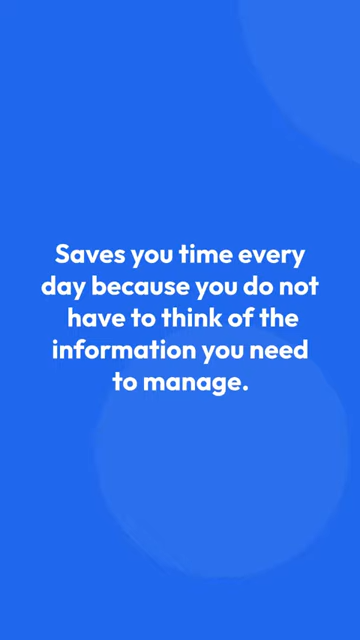 Saves you time every
day because you do not
have to think of the
information you need
to manage.